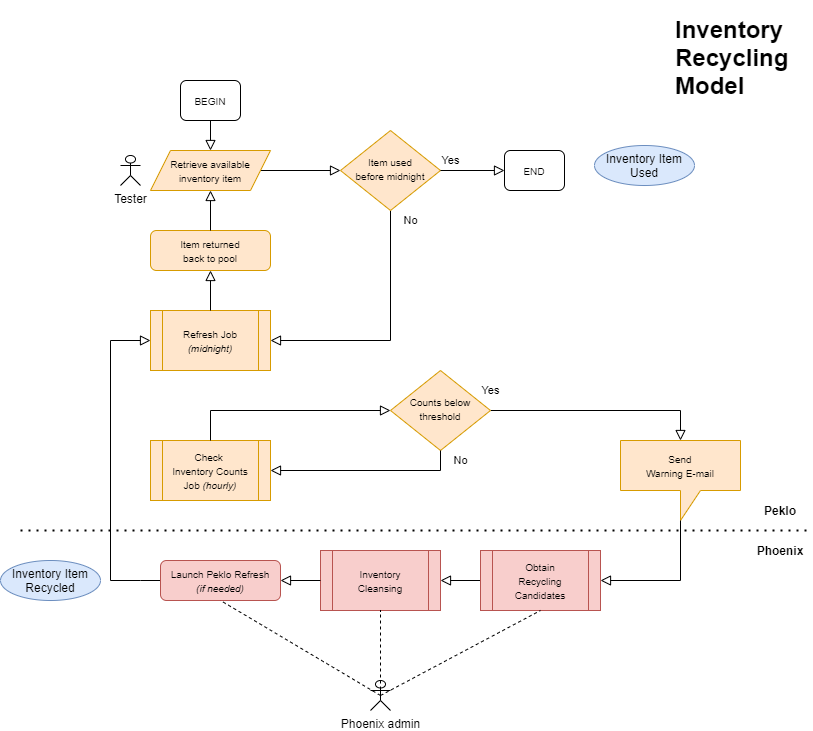 Inventory
Recycling
Model
BEGIN
Retrieve available
inventory item
Tester
Item used
before midnight
Yes
No
END
Inventory Item
Used
Item returned
back to pool
Refresh Job
(midnight)
Counts below
threshold
Yes
No
Check
Inventory Counts
Job (hourly)
Send
Warning E-mail
Peklo
Phoenix
Inventory Item
Recycled
Launch Peklo Refresh
(if needed)
Inventory
Cleansing
Obtain
Recycling
Candidates
Phoenix admin